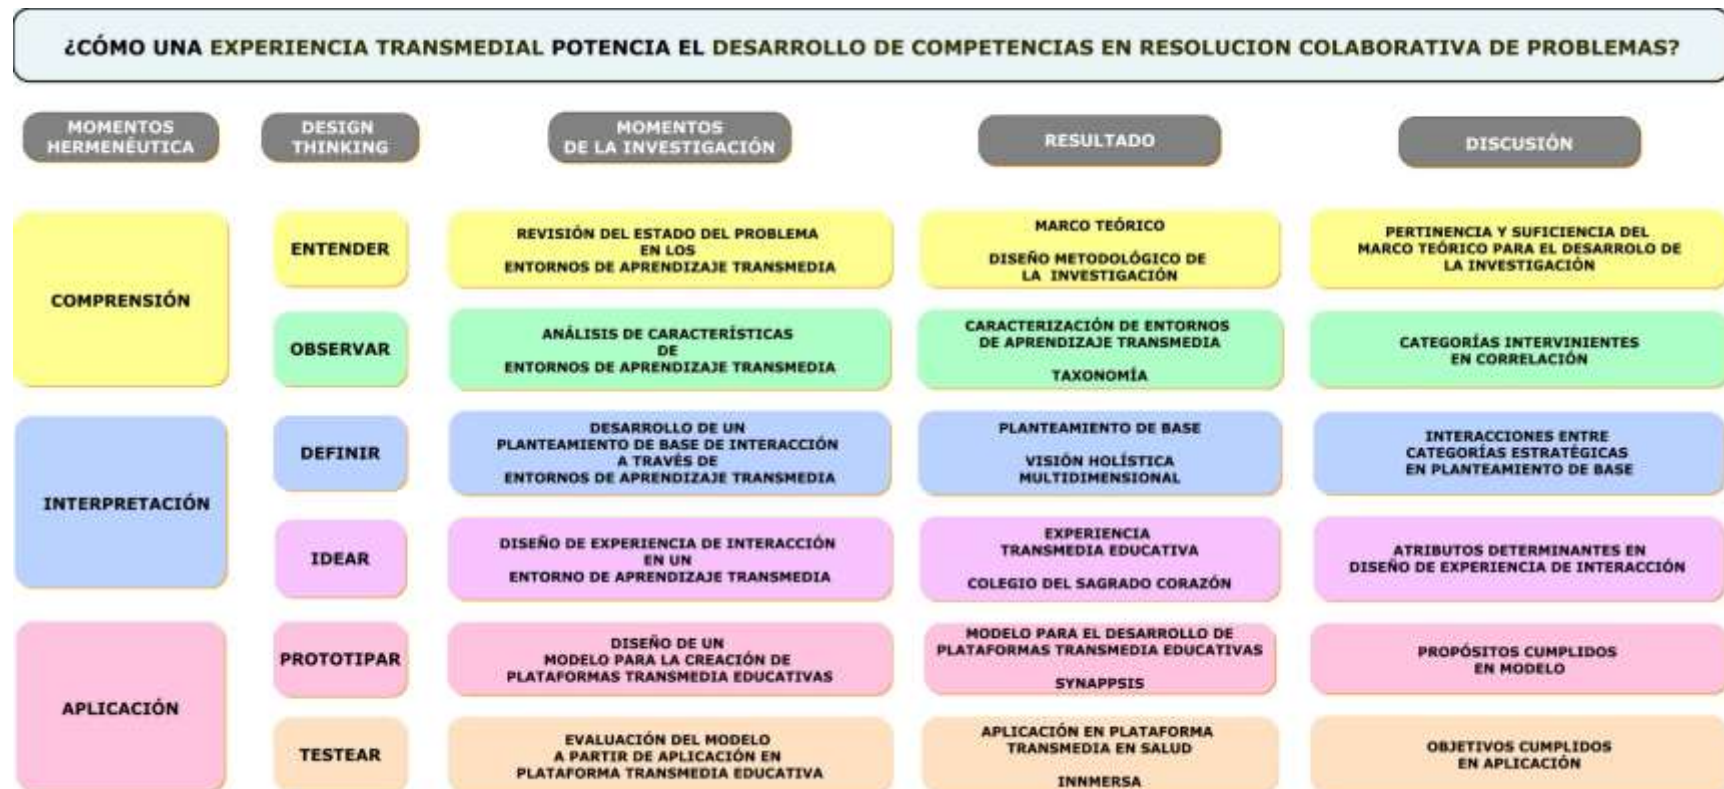 ¿CÓMO UNA EXPERIENCIA TRANSMEDIAL POTENCIA EL DESARROLLO DE COMPETENCIAS EN RESOLUCION COLABORATIVA DE PROBLEMAS?
MOMENTOS
HERMENÉUTICA
DESIGN
THINKING
MOMENTOS
DE LA INVESTIGACIÓN
RESULTADO
DISCUSIÓN
COMPRENSIÓN
ENTENDER
REVISIÓN DEL ESTADO DEL PROBLEMA
EN LOS
ENTORNOS DE APRENDIZAJE TRANSMEDIA
MARCO TEÓRICO
DISEÑO METODOLÓGICO DE
LA INVESTIGACIÓN
PERTINENCIA Y SUFICIENCIA DEL
MARCO TEÓRICO PARA EL DESARROLO DE
LA INVESTIGACIÓN
OBSERVAR
ANÁLISIS DE CARACTERÍSTICAS
DE
ENTORNOS DE APRENDIZAJE TRANSMEDIA
CARACTERIZACIÓN DE ENTORNOS
DE APRENDIZAJE TRANSMEDIA
TAXONOMÍA
CATEGORÍAS INTERVINIENTES
EN CORRELACIÓN
INTERPRETACIÓN
DEFINIR
DESARROLLO DE UN
PLANTEAMIENTO DE BASE DE INTERACCIÓN
A TRAVÉS DE
ENTORNOS DE APRENDIZAJE TRANSMEDIA
PLANTEAMIENTO DE BASE
VISIÓN HOLÍSTICA
MULTIDIMENSIONAL
INTERACCIONES ENTRE
CATEGORÍAS ESTRATÉGICAS
EN PLANTEAMIENTO DE BASE
IDEAR
DISEÑO DE EXPERIENCIA DE INTERACCIÓN
EN UN
ENTORNO DE APRENDIZAJE TRANSMEDIA
EXPERIENCIA
TRANSMEDIA EDUCATIVA
COLEGIO DEL SAGRADO CORAZÓN
ATRIBUTOS DETERMINANTES EN
DISEÑO DE EXPERIENCIA DE INTERACCIÓN
APLICACIÓN
PROTOTIPAR
DISEÑO DE UN
MODELO PARA LA CREACIÓN DE
PLATAFORMAS TRANSMEDIA EDUCATIVAS
MODELO PARA EL DESARROLLO DE
PLATAFORMAS TRANSMEDIA EDUCATIVAS
SYNAPPSIS
PROPÓSITOS CUMPLIDOS
EN MODELO
TESTEAR
EVALUACIÓN DEL MODELO
A PARTIR DE APLICACIÓN EN
PLATAFORMA TRANSMEDIA EDUCATIVA
APLICACIÓN EN PLATAFORMA
TRANSMEDIA EN SALUD
INNMERSA
OBJETIVOS CUMPLIDOS
EN APLICACIÓN